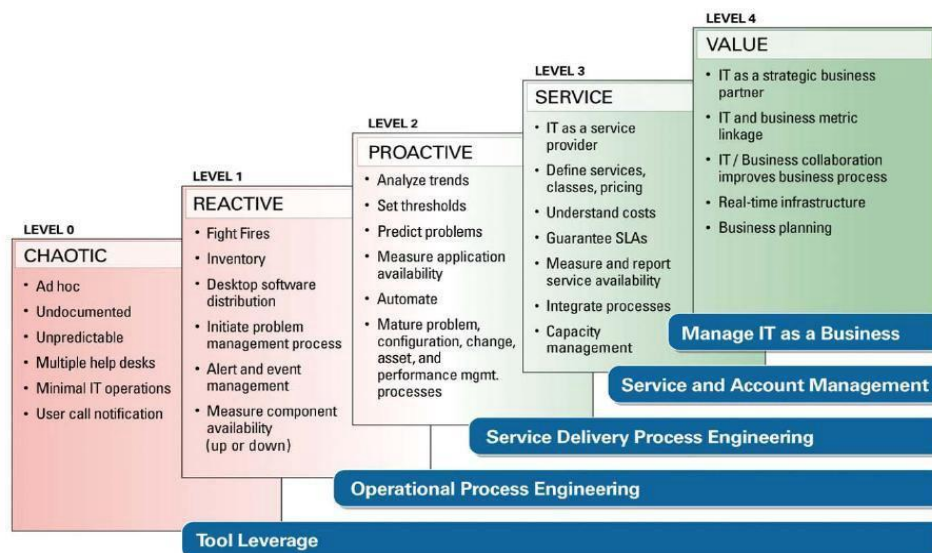 LEVEL 0
CHAOTIC
• Ad hoc
• Undocumented
• Unpredictable
• Multiple help desks
• Minimal IT operations
• User call notification
LEVEL 1
REACTIVE
• Fight Fires
• Inventory
• Desktop software
distribution
• Initiate problem
management process
• Alert and event
management
• Measure component
availability
(up or down)
LEVEL 2
PROACTIVE
• Analyze trends
• Set thresholds
• Predict problems
• Measure application
availability
• Automate
• Mature problem,
configuration, change,
asset, and
performance mgmt.
processes
LEVEL 3
SERVICE
• IT as a service
provider
• Define services,
classes, pricing
• Understand costs
• Guarantee SLAs
• Measure and report
service availability
• Integrate processes
• Capacity
management
LEVEL 4
VALUE
• IT as a strategic business
partner
• IT and business metric
linkage
• IT / Business collaboration
improves business process
• Real-time infrastructure
• Business planning
Manage IT as a Business
Service and Account Management
Service Delivery Process Engineering
Operational Process Engineering
Tool Leverage